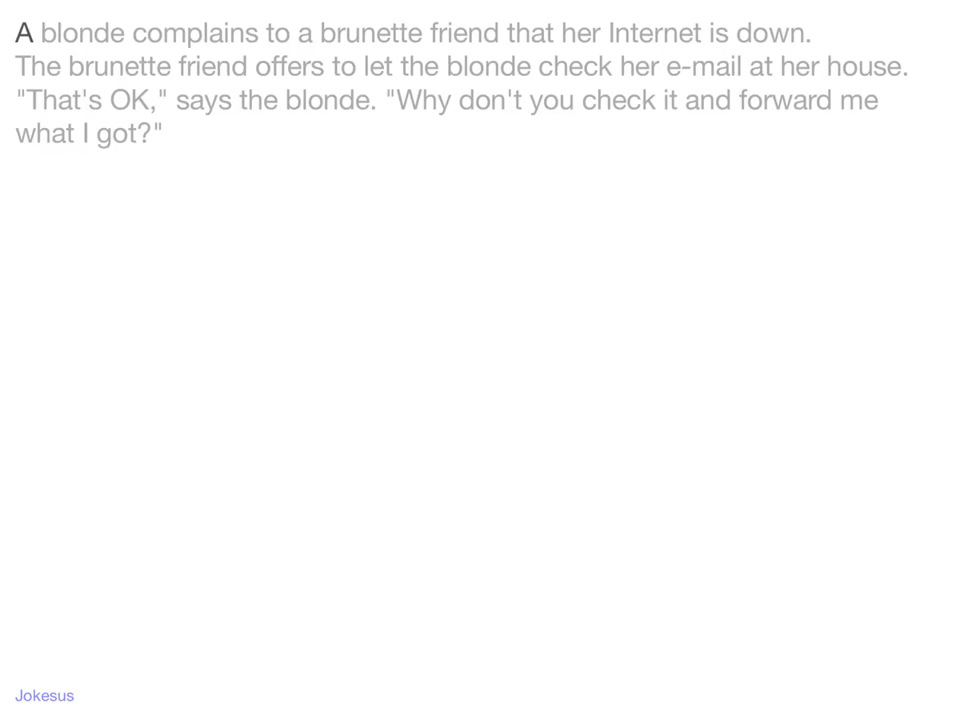 A blonde complains to a brunette friend that her Internet is down.
The brunette friend offers to let the blonde check her e-mail at her house.
"That's OK," says the blonde. "Why don't you check it and forward me
what I got?"
Jokesus